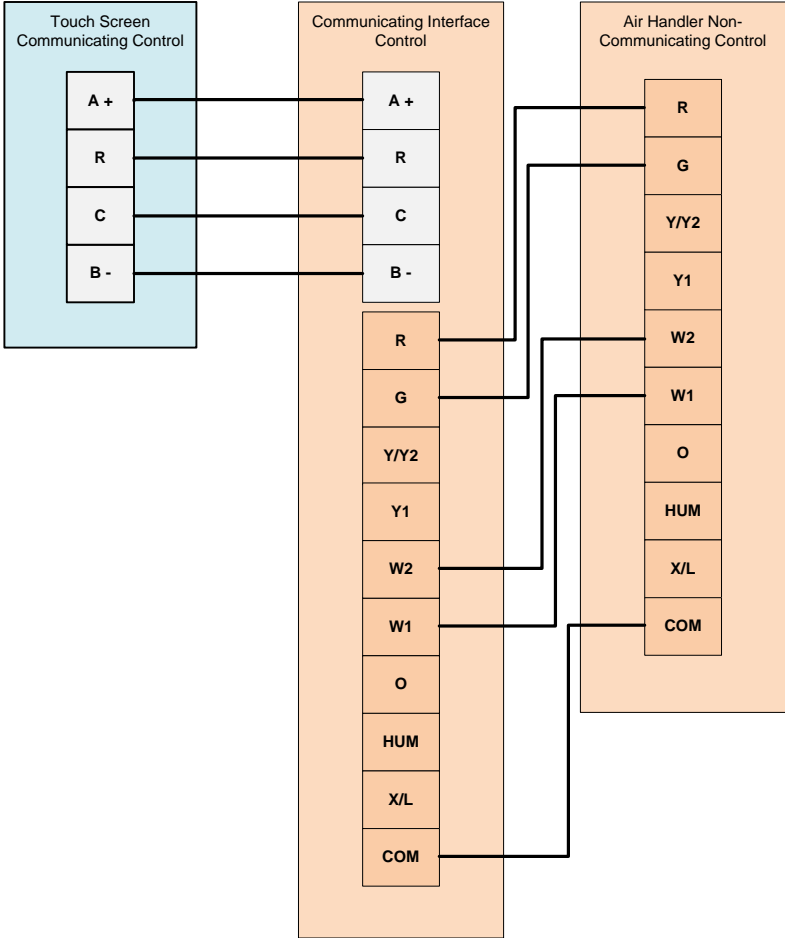 Touch Screen
Communicating Control
A +
R
C
B -
Communicating Interface
Control
A +
R
C
B -
R
G
Y/Y2
Y1
W2
W1
O
HUM
X/L
COM
Air Handler Non-
Communicating Control
R
G
Y/Y2
Y1
W2
W1
O
HUM
X/L
COM